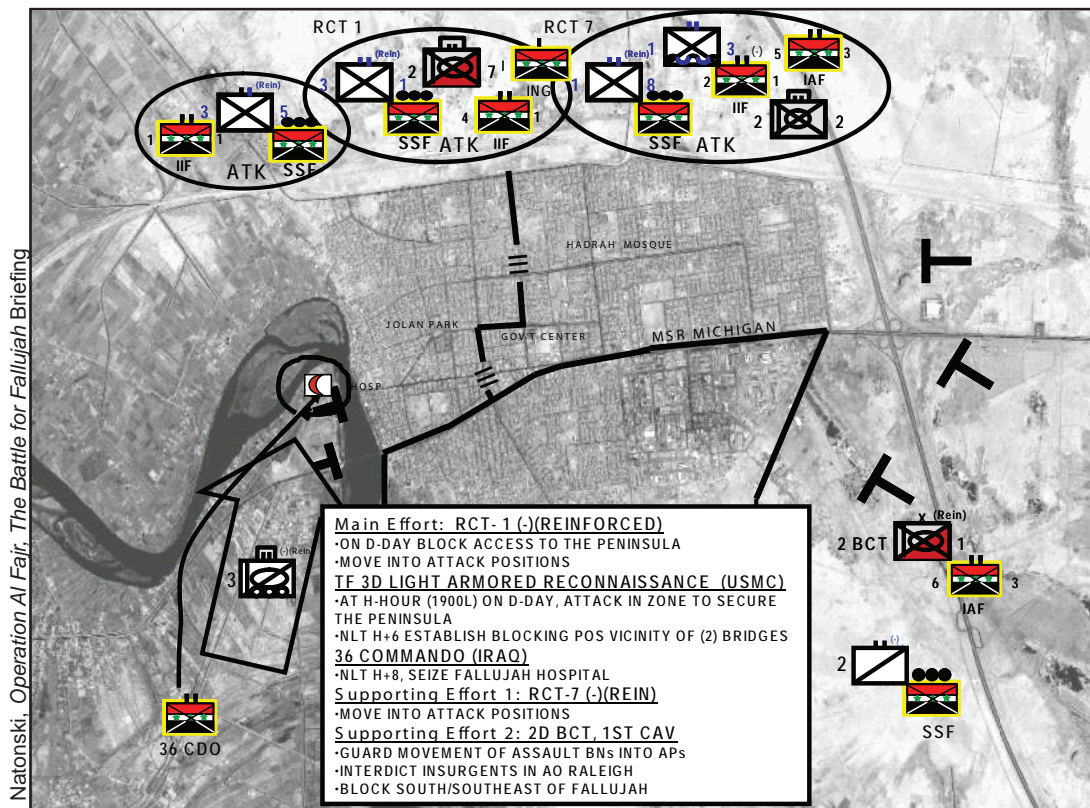 Natonski, Operation Al Fajr, The Battle for Fallujah Briefing
RCT 1
RCT 7
(Rein)
3
5
1
1
IIF
ATK
SSF
(Rein)
3
1
2
7
SSF
ATK
4
1
IIF
I
ING
(Rein)
1
8
SSF
1
3
(-)
2
1
IIF
ATK
5
3
IAF
2
2
HADRAH MOSQUE
JOLAN PARK
GOV'T CENTER
MSR MICHIGAN
HOSP
(-)(Rein)
3
36 CDO
x
(Rein)
2 BCT
1
6
3
IAF
(-)
2
SSF
Main Effort: RCT-1 (-)(REINFORCED)
•ON D-DAY BLOCK ACCESS TO THE PENINSULA
•MOVE INTO ATTACK POSITIONS
TF 3D LIGHT ARMORED RECONNAISSANCE (USMC)
•AT H-HOUR (1900L) ON D-DAY, ATTACK IN ZONE TO SECURE
THE PENINSULA
•NLT H+6 ESTABLISH BLOCKING POS VICINITY OF (2) BRIDGES
36 COMMANDO (IRAQ)
•NLT H+8, SEIZE FALLUJAH HOSPITAL
Supporting Effort 1: RCT-7 (-)(REIN)
•MOVE INTO ATTACK POSITIONS
Supporting Effort 2: 2D BCT, 1ST CAV
•GUARD MOVEMENT OF ASSAULT BNs INTO APs
•INTERDICT INSURGENTS IN AO RALEIGH
•BLOCK SOUTH/SOUTHEAST OF FALLUJAH